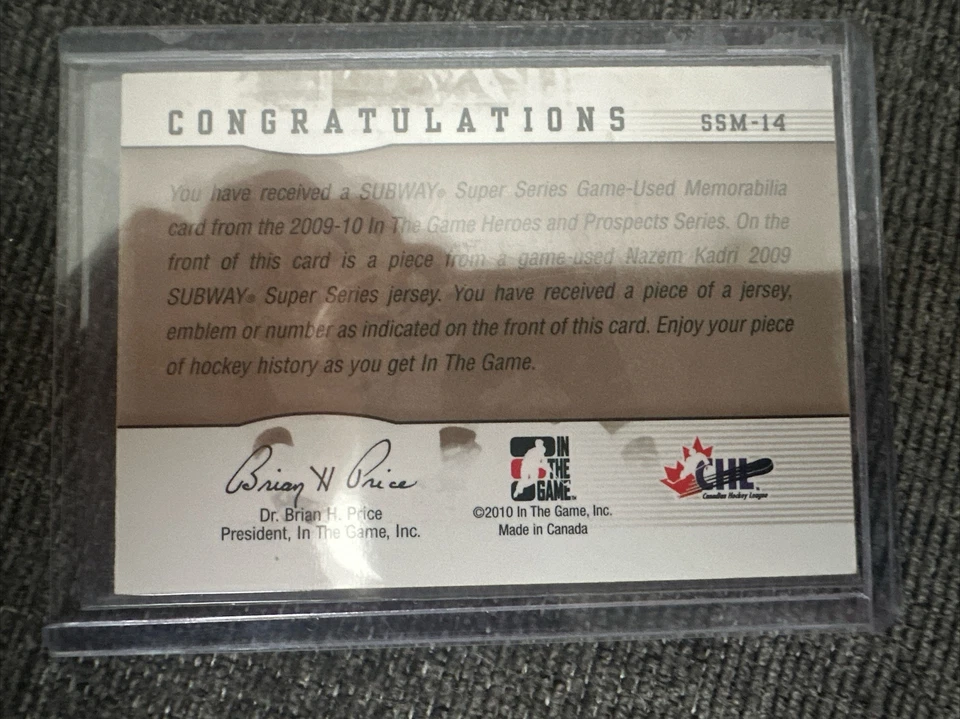 CONGRATULATIONS SSM-14
You have received a SUBWAY® Super Series Game-Used Memorabilia
card from the 2009-10 In The Game Heroes and Prospects Series. On the
front of this card is a piece from a game-used Nazem Kadri 2009
SUBWAY® Super Series jersey. You have received a piece of a jersey,
emblem or number as indicated on the front of this card. Enjoy your piece
of hockey history as you get In The Game.
Brian H Price
Dr. Brian H. Price
President, In The Game, Inc.
IN
THE
GAME™
©2010 In The Game, Inc.
Made in Canada
CHL™
Canadian Hockey League